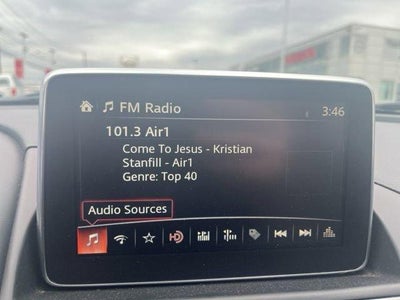 FM Radio
3:46
101.3 Air1
Come To Jesus - Kristian
Stanfill - Air1
Genre: Top 40
Audio Sources